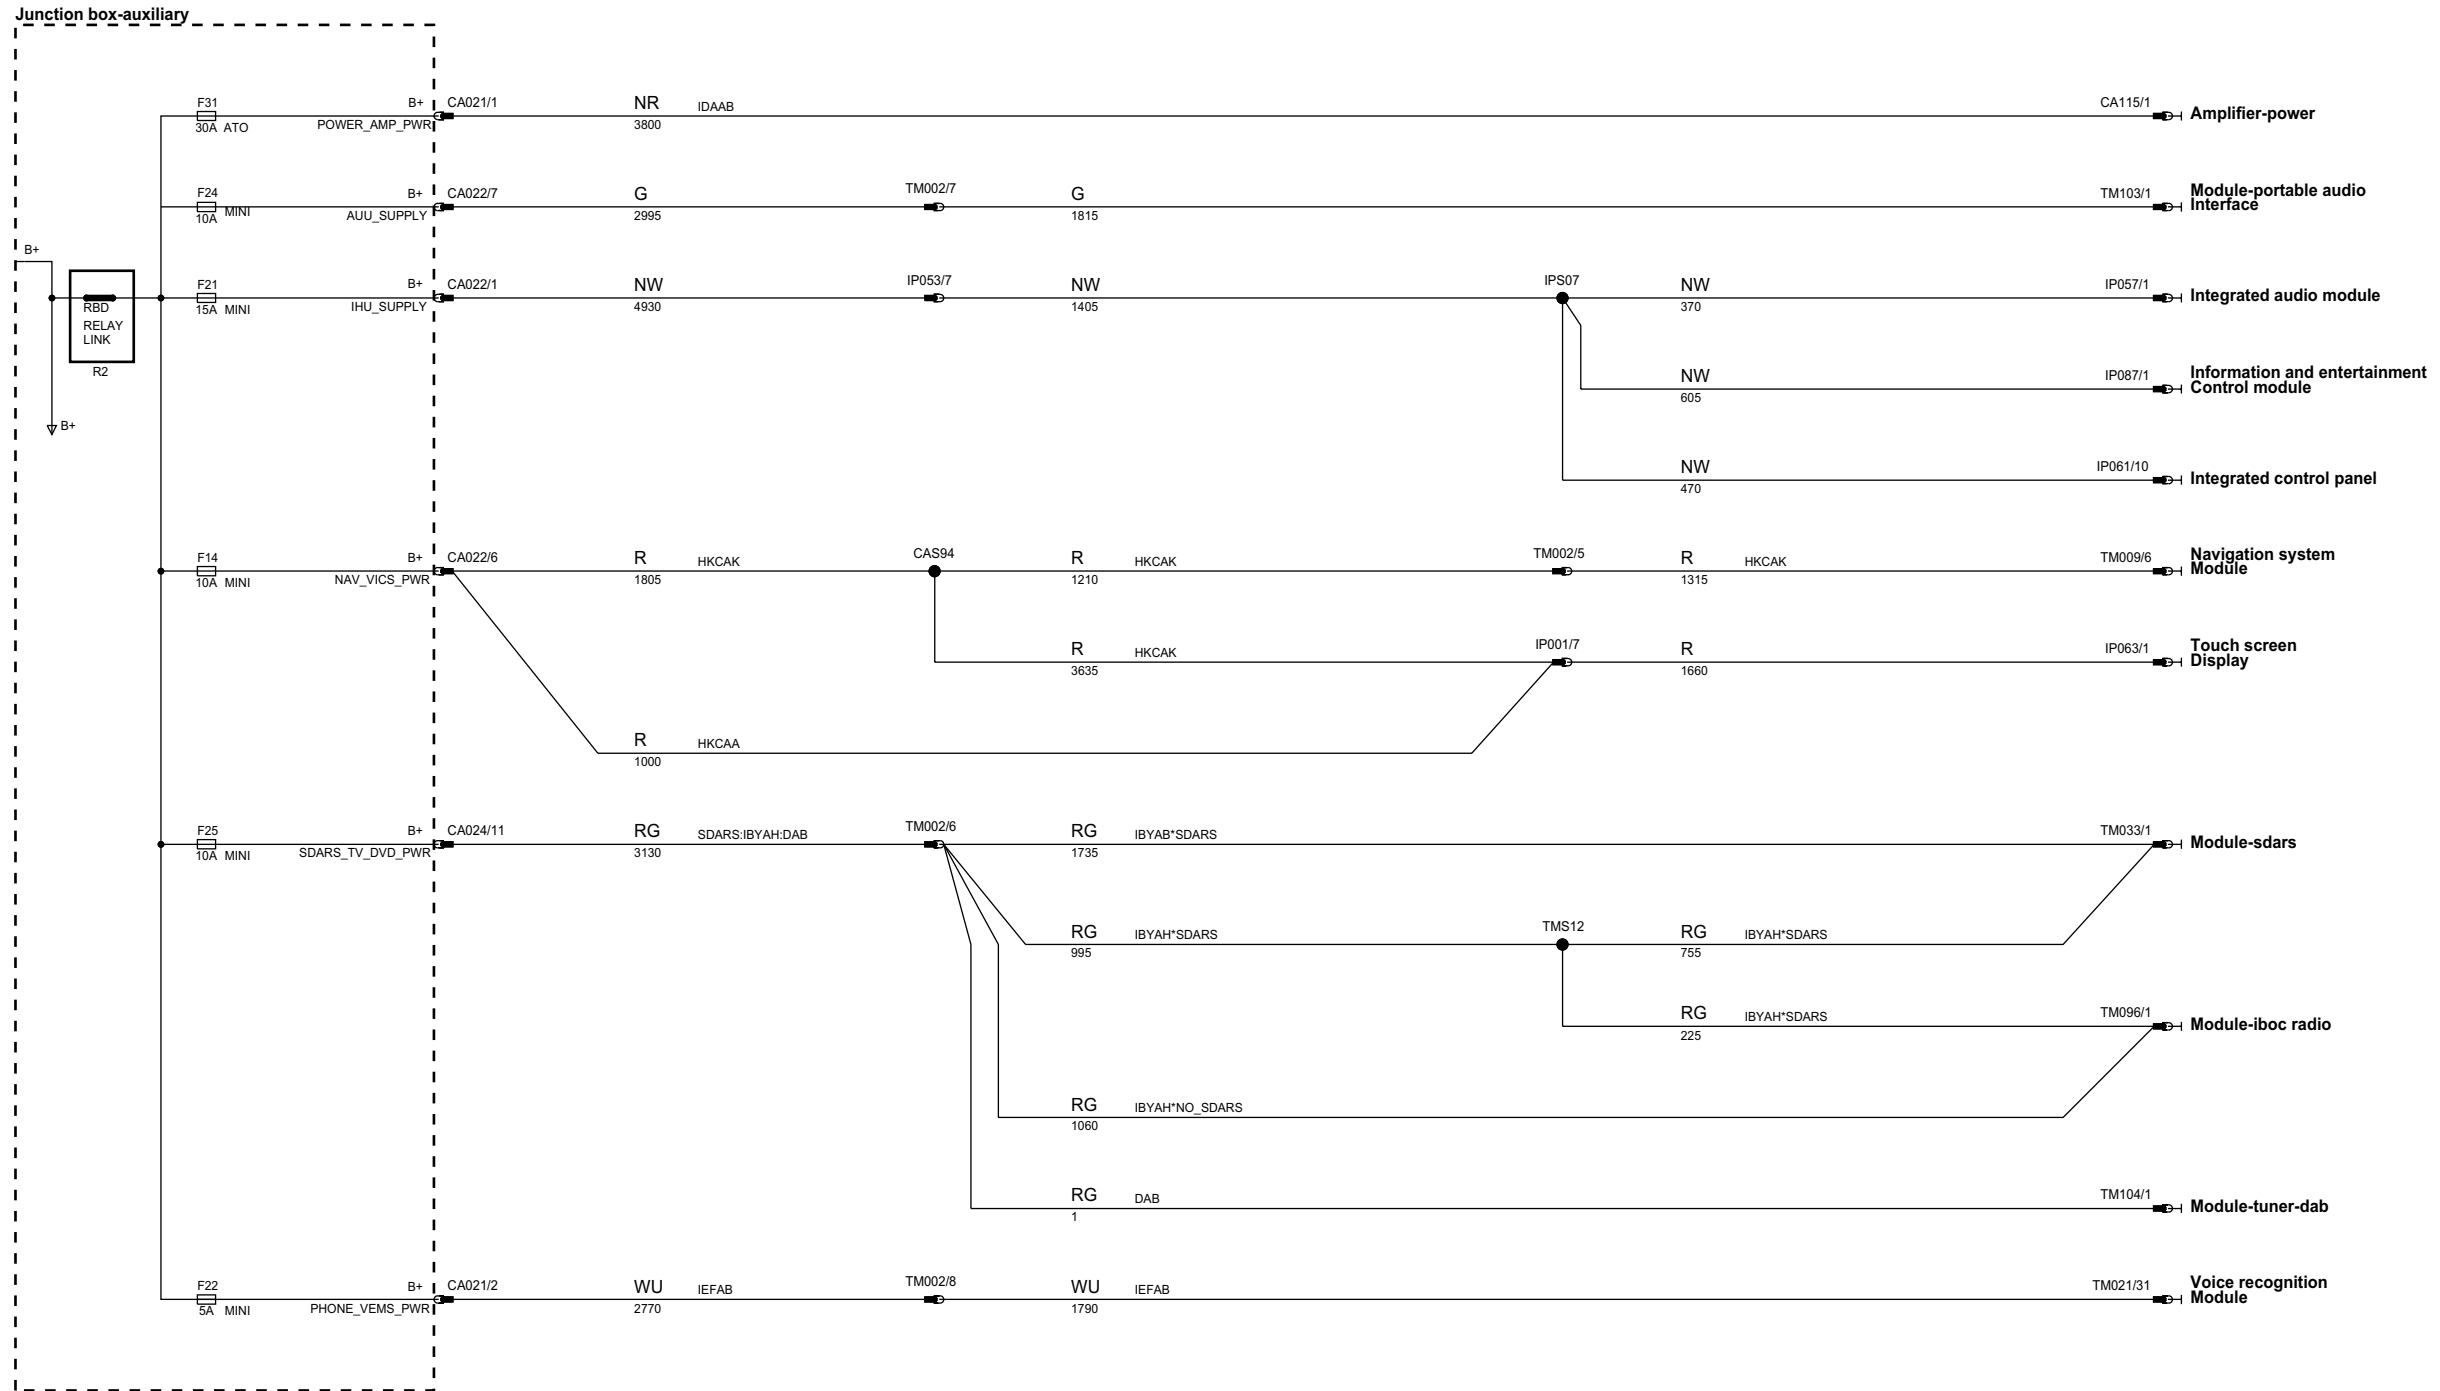 Junction box-auxiliary
F31
B+
CA021/1
NR
IDAAB
CA115/1
Amplifier-power
30A ATO
POWER_AMP_PWR
3800
F24
B+
CA022/7
G
TM002/7
G
TM103/1
Module-portable audio
Interface
10A MINI
AUU_SUPPLY
2995
1815
B+
F21
B+
CA022/1
NW
IP053/7
NW
IPS07
NW
IP057/1
Integrated audio module
RBD
RELAY
LINK
R2
15A MINI
IHU_SUPPLY
4930
1405
370
NW
IP087/1
Information and entertainment
Control module
605
B+
NW
IP061/10
Integrated control panel
470
F14
B+
CA022/6
R
HKCAK
CAS94
R
HKCAK
TM002/5
R
HKCAK
TM009/6
Navigation system
Module
10A MINI
NAV_VICS_PWR
1805
1210
1315
R
HKCAK
IP001/7
R
IP063/1
Touch screen
Display
3635
1660
R
HKCAA
1000
F25
B+
CA024/11
RG
SDARS:IBYAH:DAB
TM002/6
RG
IBYAB*SDARS
TM033/1
Module-sdars
10A MINI
SDARS_TV_DVD_PWR
3130
1735
RG
IBYAH*SDARS
TMS12
RG
IBYAH*SDARS
995
755
RG
IBYAH*SDARS
TM096/1
Module-iboc radio
225
RG
IBYAH*NO_SDARS
1060
RG
DAB
TM104/1
Module-tuner-dab
1
F22
B+
CA021/2
WU
IEFAB
TM002/8
WU
IEFAB
TM021/31
Voice recognition
Module
5A MINI
PHONE_VEMS_PWR
2770
1790